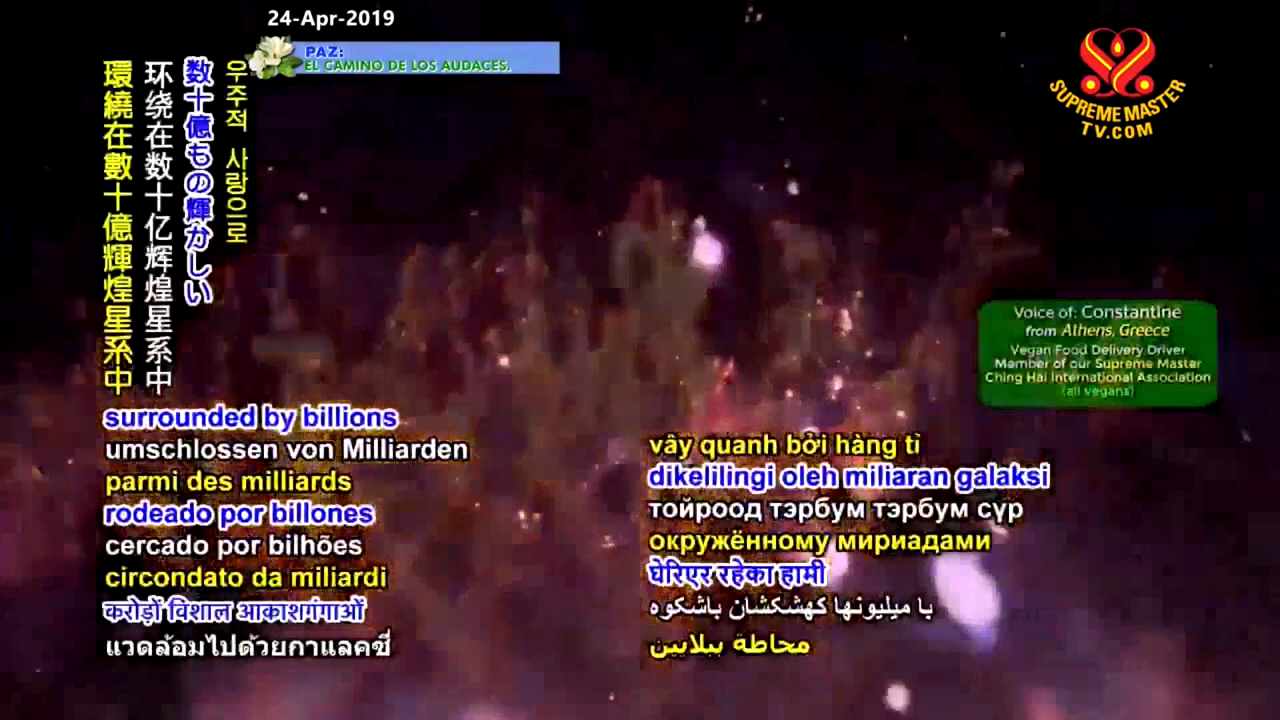 24-Apr-2019
PAZ:
EL CAMINO DE LOS AUDACES.
SUPREME MASTER
TV.COM
우주적 사랑으로
数十億もの輝かしい
环绕在数十亿辉煌星系中
環繞在數十億輝煌星系中
surrounded by billions
umschlossen von Milliarden
parmi des milliards
rodeado por billones
cercado por bilhões
circondato da miliardi
करोड़ों विशाल आकाशगंगाओं
แวดล้อมไปด้วยกาแลคซี่
Voice of: Constantine
from Athens, Greece
Vegan Food Delivery Driver
Member of our Supreme Master
Ching Hai International Association
(all vegans)
vây quanh bởi hàng tỉ
dikelilingi oleh miliaran galaksi
тойроод тэрбум тэрбум сүр
окружённому мириадами
घेरिएर रहेका हामी
با میلیونها کهشکشان باشکوه
محاطة ببلايين